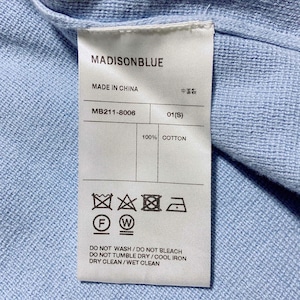 MADISONBLUE
MADE IN CHINA 中国製
MB211-8006 01(S)
100% COTTON
F W
DO NOT WASH / DO NOT BLEACH
DO NOT TUMBLE DRY / COOL IRON
DRY CLEAN / WET CLEAN